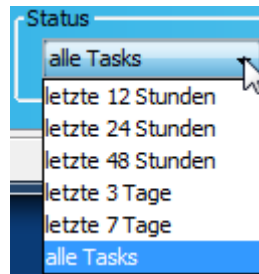 Status
alle Tasks
letzte 12 Stunden
letzte 24 Stunden
letzte 48 Stunden
letzte 3 Tage
letzte 7 Tage
alle Tasks